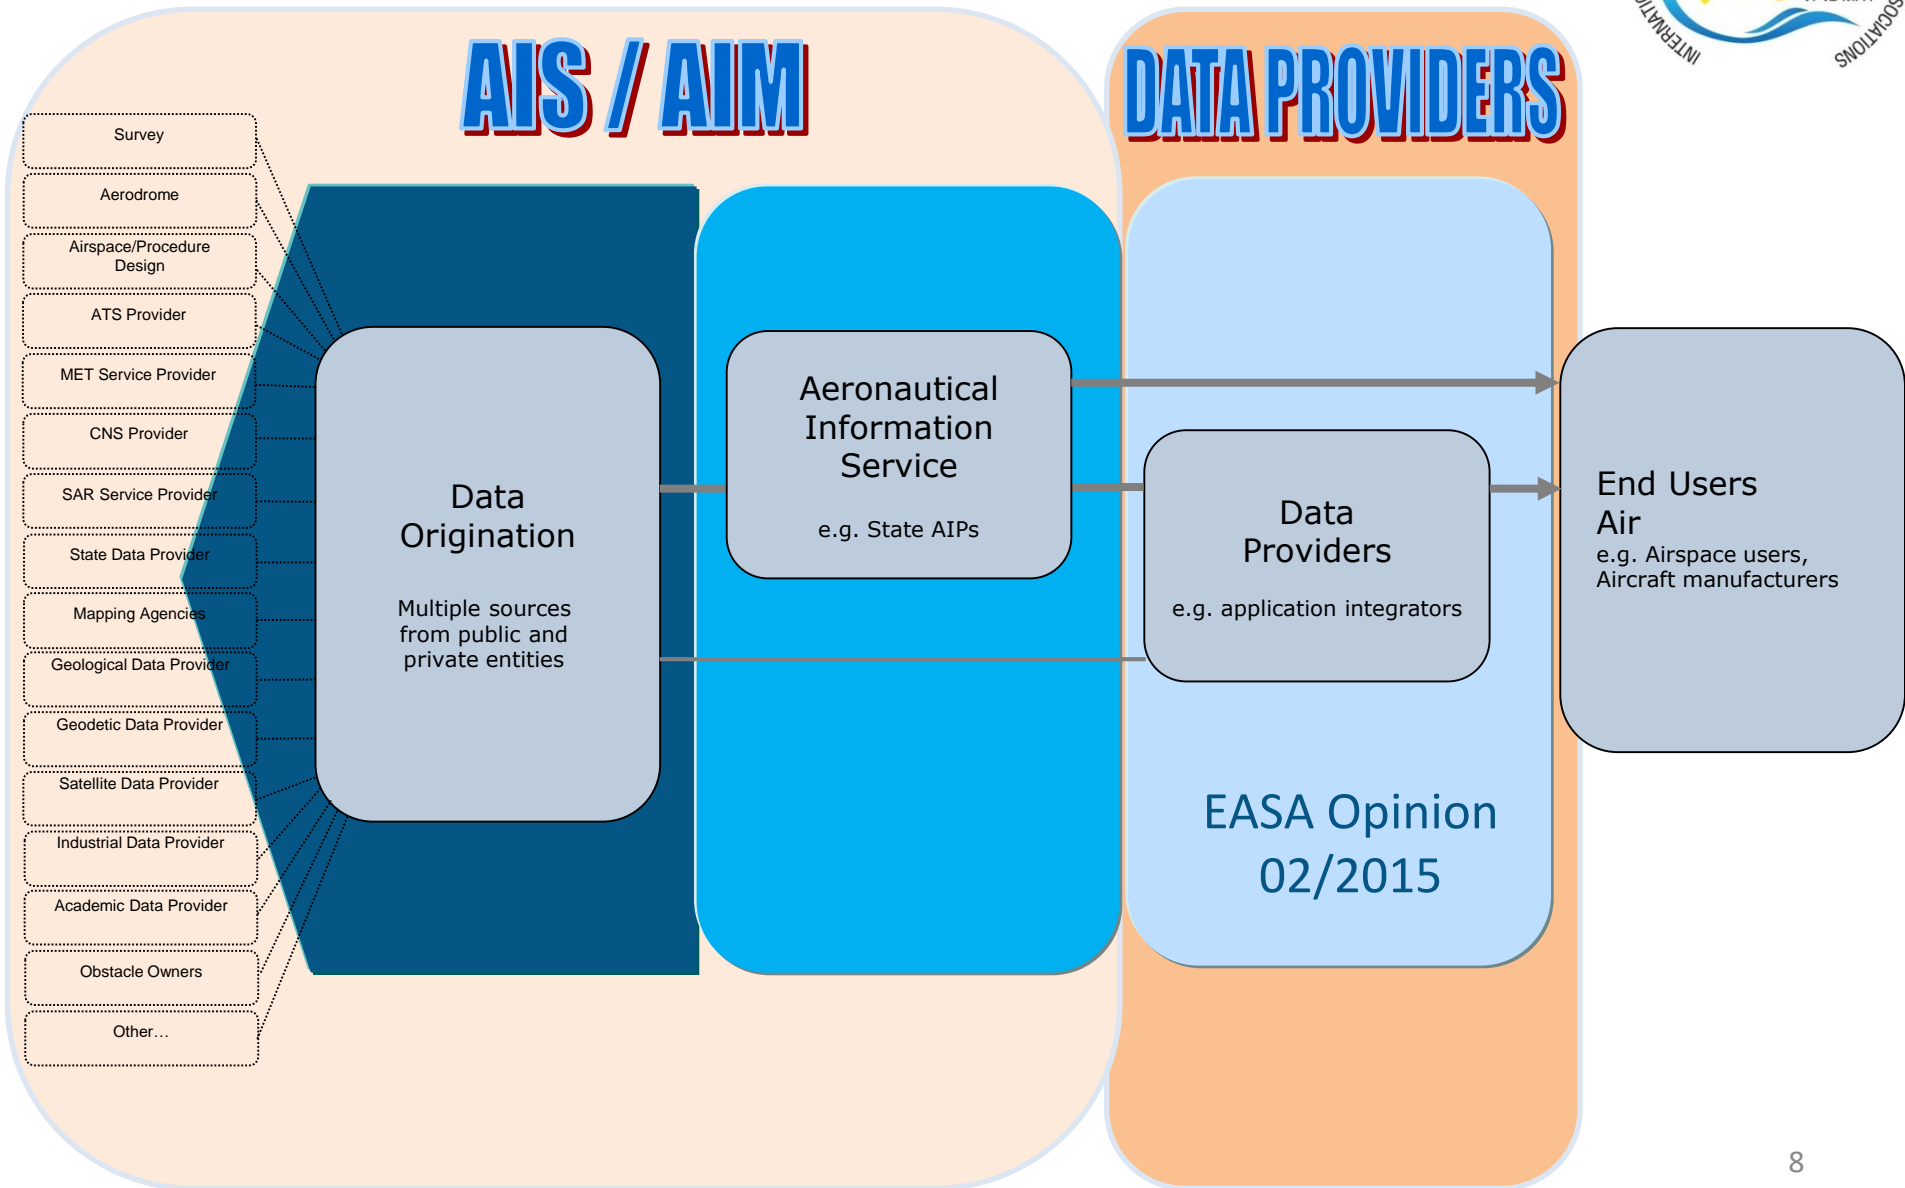 AIS / AIM
DATA PROVIDERS
Survey
Aerodrome
Airspace/Procedure
Design
ATS Provider
MET Service Provider
CNS Provider
SAR Service Provider
State Data Provider
Mapping Agencies
Geological Data Provider
Geodetic Data Provider
Satellite Data Provider
Industrial Data Provider
Academic Data Provider
Obstacle Owners
Other…
Data
Origination
Multiple sources
from public and
private entities
Aeronautical
Information
Service
e.g. State AIPs
Data
Providers
e.g. application integrators
EASA Opinion
02/2015
End Users
Air
e.g. Airspace users,
Aircraft manufacturers
8